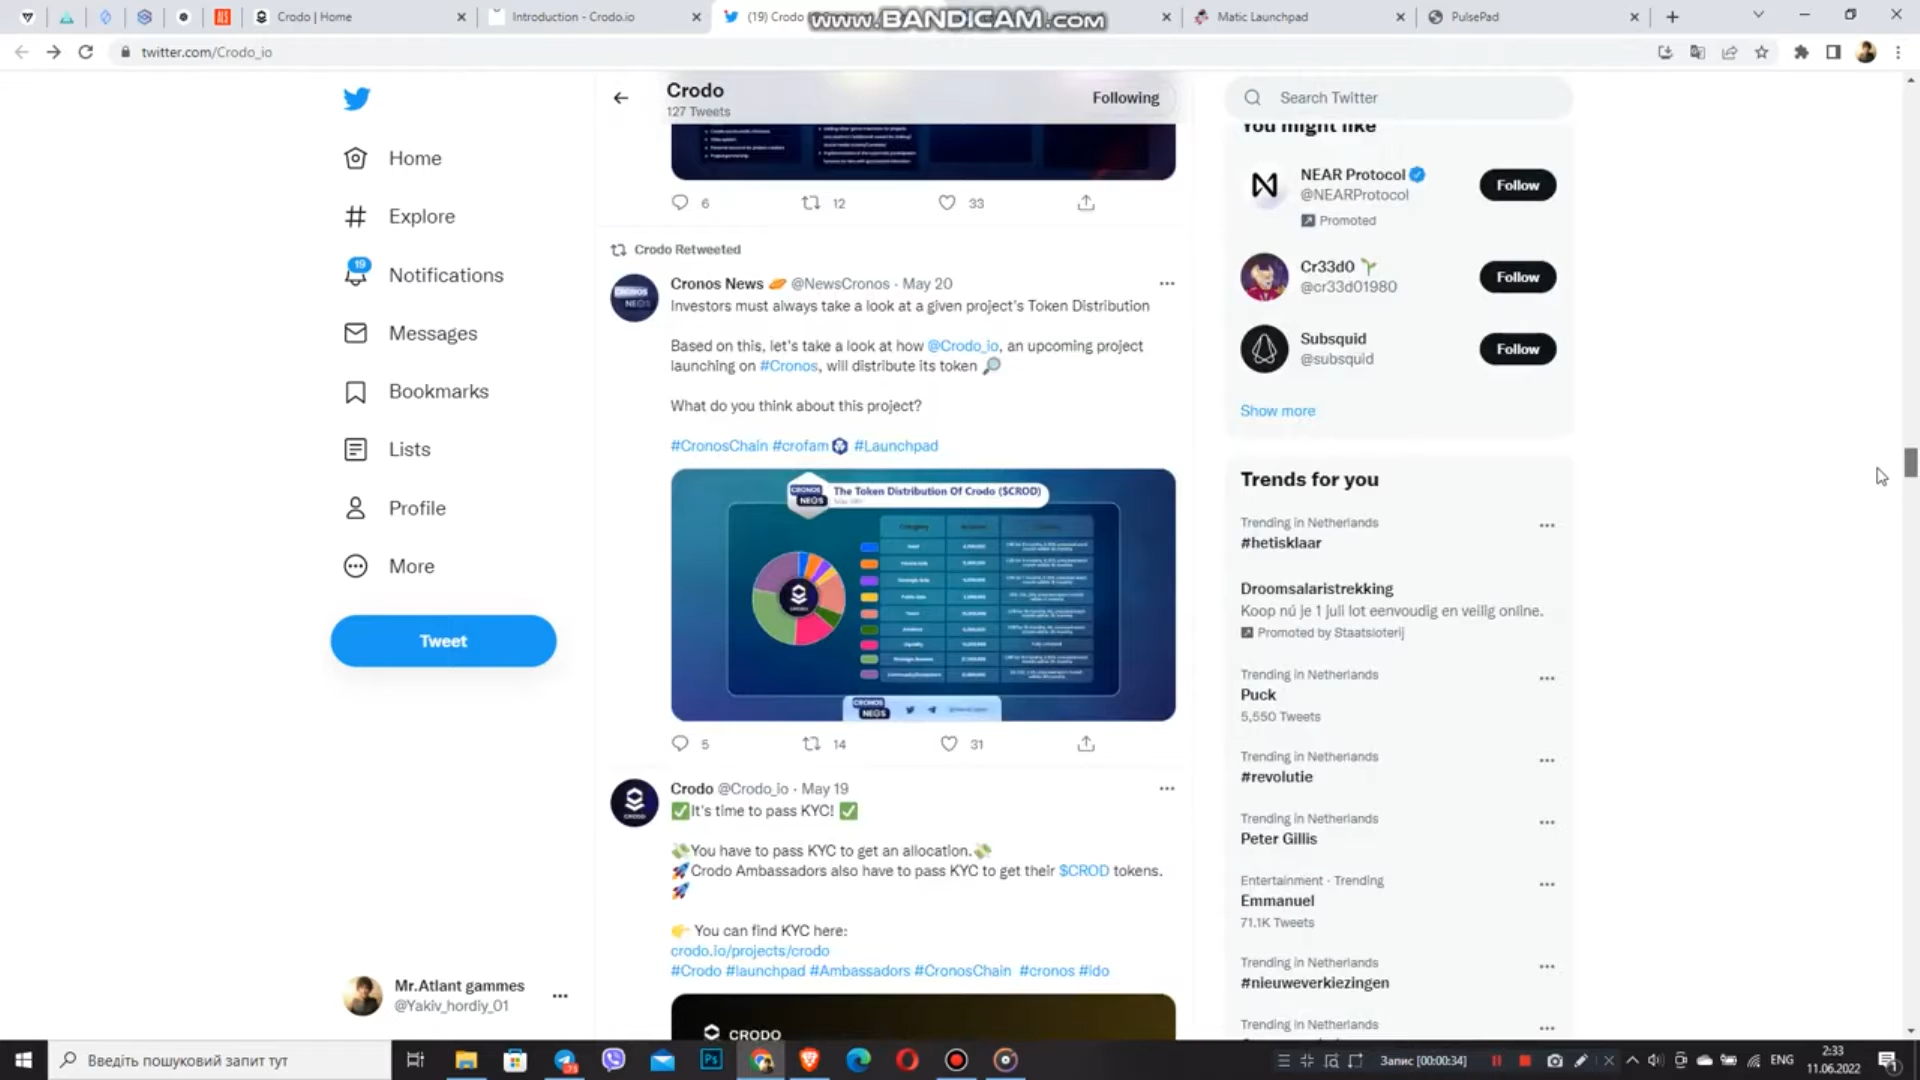 Crodo | Home
Introduction - Crodo.io
(19) Crodo
www.BANDICAM.com
Matic Launchpad
PulsePad
twitter.com/Crodo_io
Crodo
127 Tweets
Following
Search Twitter
Home
Explore
19
Notifications
Messages
Bookmarks
Lists
Profile
More
Tweet
Mr.Atlant gammes
@Yakiv_hordiy_01
6 12 33
Crodo Retweeted
Cronos News @NewsCronos · May 20
Investors must always take a look at a given project's Token Distribution
Based on this, let's take a look at how @Crodo_io, an upcoming project
launching on #Cronos, will distribute its token
What do you think about this project?
#CronosChain #crofam #Launchpad
CRONOS
NEOS
The Token Distribution Of Crodo ($CROD)
CRONOS
NEOS
5 14 31
Crodo @Crodo_io · May 19
It's time to pass KYC!
You have to pass KYC to get an allocation.
Crodo Ambassadors also have to pass KYC to get their $CROD tokens.
You can find KYC here:
crodo.io/projects/crodo
#Crodo #launchpad #Ambassadors #CronosChain #cronos #ido
CRODO
You might like
NEAR Protocol
@NEARProtocol
Promoted
Follow
Cr33d0
@cr33d01980
Follow
Subsquid
@subsquid
Follow
Show more
Trends for you
Trending in Netherlands
#hetisklaar
Droomsalaristrekking
Koop nú je 1 juli lot eenvoudig en veilig online.
Promoted by Staatsloterij
Trending in Netherlands
Puck
5,550 Tweets
Trending in Netherlands
#revolutie
Trending in Netherlands
Peter Gillis
Entertainment · Trending
Emmanuel
71.1K Tweets
Trending in Netherlands
#nieuweverkiezingen
Trending in Netherlands
Введіть пошуковий запит тут
Запис [00:00:34]
ENG
2:33
11.06.2022